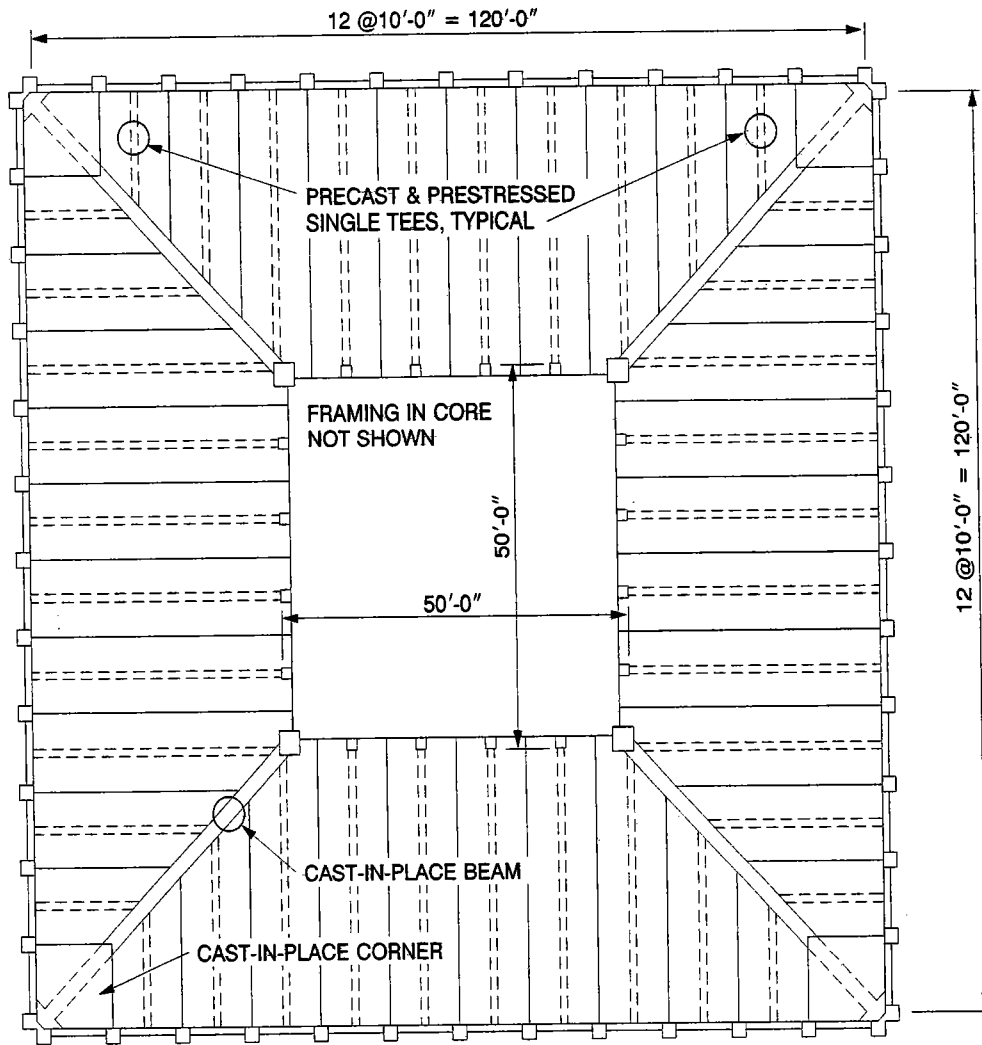 12 @10′-0″ = 120′-0″
PRECAST & PRESTRESSED
SINGLE TEES, TYPICAL
FRAMING IN CORE
NOT SHOWN
50′-0″
50′-0″
12 @10′-0″ = 120′-0″
CAST-IN-PLACE BEAM
CAST-IN-PLACE CORNER